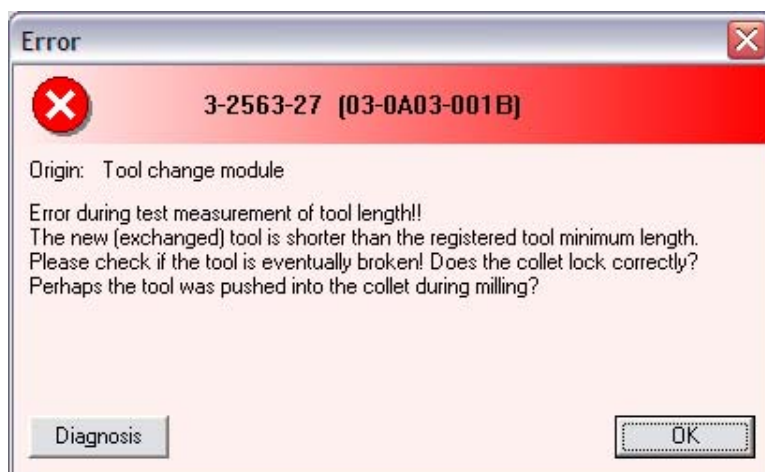 Error
3-2563-27 (03-0A03-001B)
Origin: Tool change module
Error during test measurement of tool length!!
The new (exchanged) tool is shorter than the registered tool minimum length.
Please check if the tool is eventually broken! Does the collet lock correctly?
Perhaps the tool was pushed into the collet during milling?
Diagnosis
OK